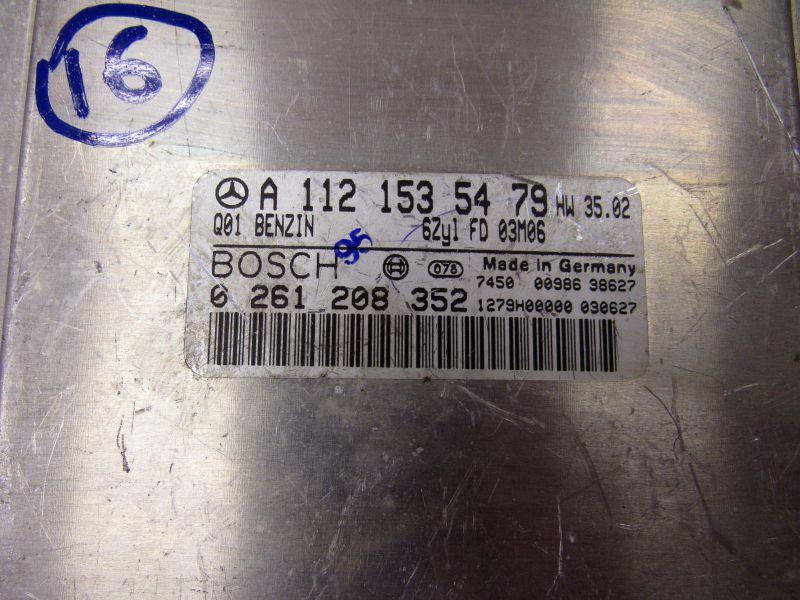 16
A 112 153 54 79 HW 35.02
Q01 BENZIN 6Zyl FD 03M06
95
BOSCH 078 Made in Germany
7450 00986 38627
0 261 208 352 1279H00000 030627